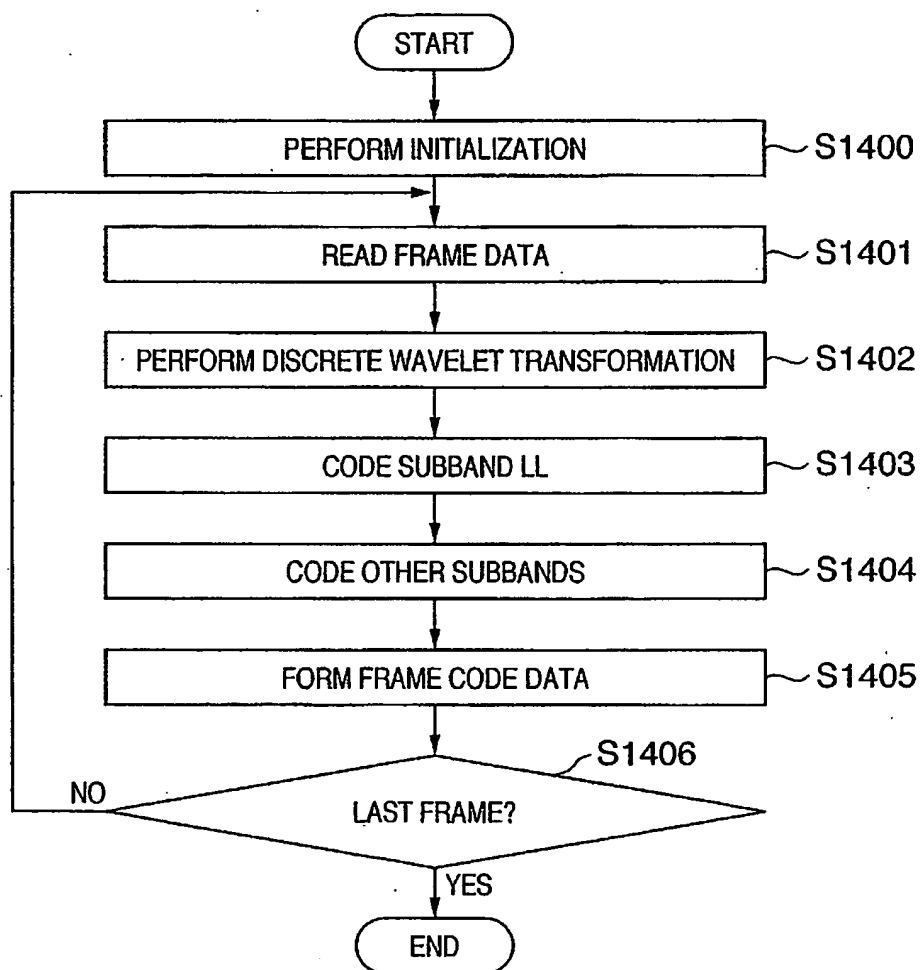 START
PERFORM INITIALIZATION S1400
READ FRAME DATA S1401
PERFORM DISCRETE WAVELET TRANSFORMATION S1402
CODE SUBBAND LL S1403
CODE OTHER SUBBANDS S1404
FORM FRAME CODE DATA S1405
S1406
NO
LAST FRAME?
YES
END